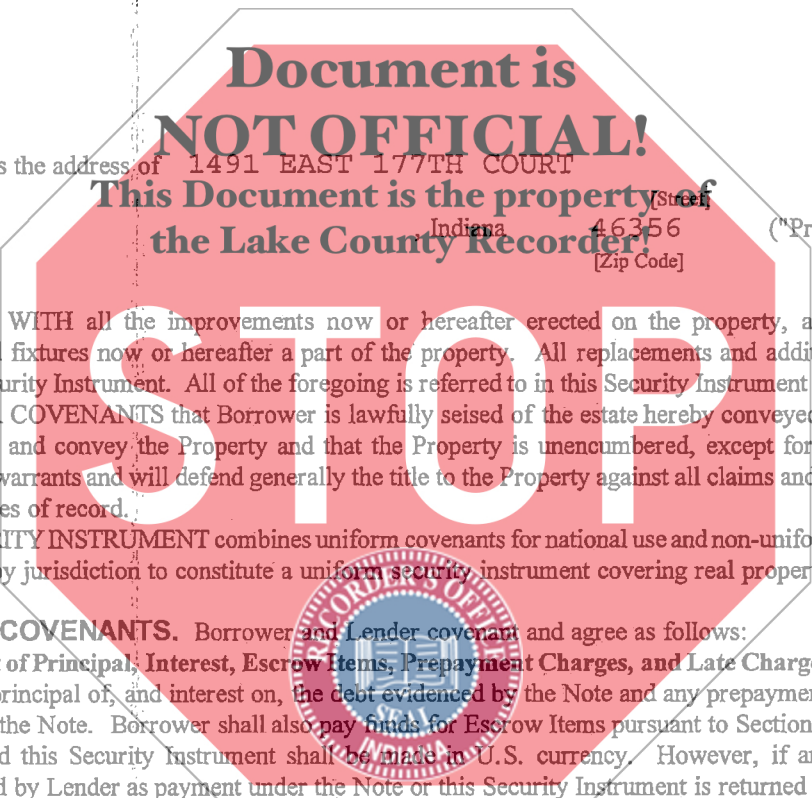 Document is
NOT OFFICIAL!
s the address of 1491 EAST 177TH COURT
This Document is the property of
[Street]
the Lake County Recorder!
, Indiana 46356 ("Pr
[Zip Code]
WITH all the improvements now or hereafter erected on the property, a
fixtures now or hereafter a part of the property. All replacements and addi
urity Instrument. All of the foregoing is referred to in this Security Instrument
COVENANTS that Borrower is lawfully seised of the estate hereby conveyed
and convey the Property and that the Property is unencumbered, except for
warrants and will defend generally the title to the Property against all claims and
es of record.
STOP
ITY INSTRUMENT combines uniform covenants for national use and non-unifo
y jurisdiction to constitute a uniform security instrument covering real proper
COVENANTS. Borrower and Lender covenant and agree as follows:
t of Principal, Interest, Escrow Items, Prepayment Charges, and Late Charg
principal of, and interest on, the debt evidenced by the Note and any prepayme
the Note. Borrower shall also pay funds for Escrow Items pursuant to Section
d this Security Instrument shall be made in U.S. currency. However, if a
d by Lender as payment under the Note or this Security Instrument is returned
RECORDER'S OFFICE
SEAL
INDIANA